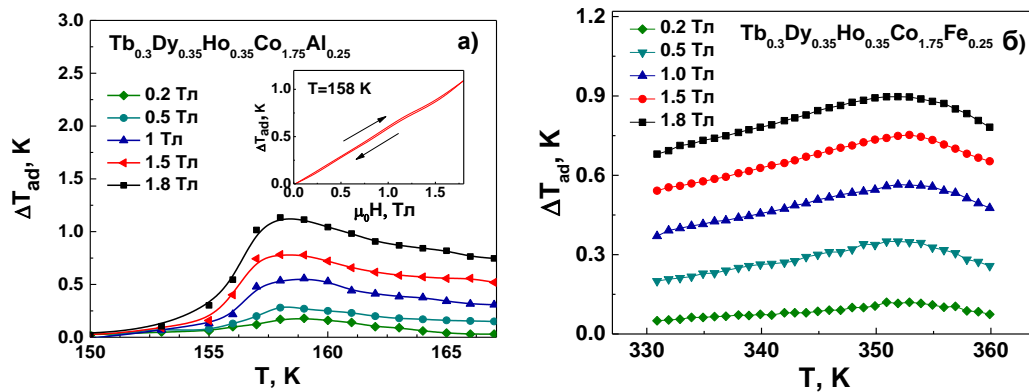 Tb0.3Dy0.35Ho0.35Co1.75Al0.25
а)
0.2 Тл
0.5 Тл
1 Тл
1.5 Тл
1.8 Тл
T=158 K
ΔTad, K
1.0
0.5
0.0
0.0 0.5 1.0 1.5
μ0H, Тл
ΔTad, K
3.0
2.5
2.0
1.5
1.0
0.5
0.0
150 155 160 165
T, K
Tb0.3Dy0.35Ho0.35Co1.75Fe0.25
б)
0.2 Тл
0.5 Тл
1.0 Тл
1.5 Тл
1.8 Тл
ΔTad, K
1.2
0.9
0.6
0.3
0.0
330 340 350 360
T, K